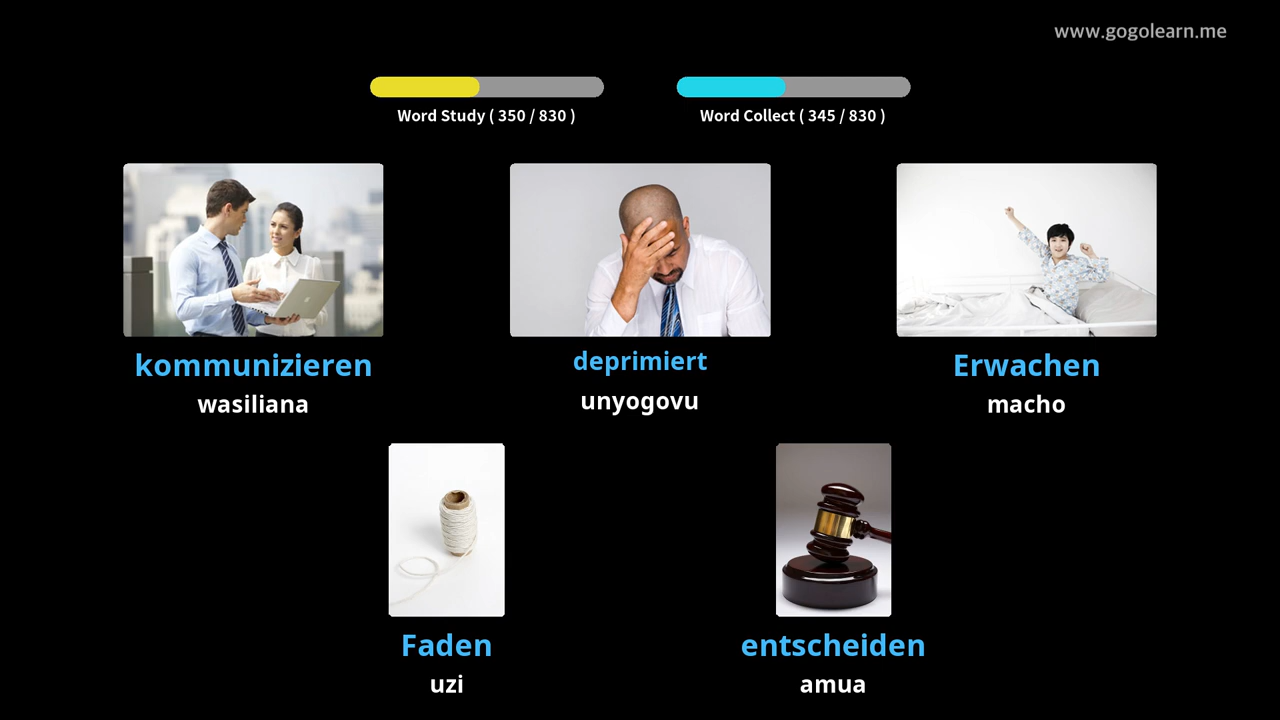 www.gogolearn.me
Word Study ( 350 / 830 )
Word Collect ( 345 / 830 )
kommunizieren
wasiliana
deprimiert
unyogovu
Erwachen
macho
Faden
uzi
entscheiden
amua